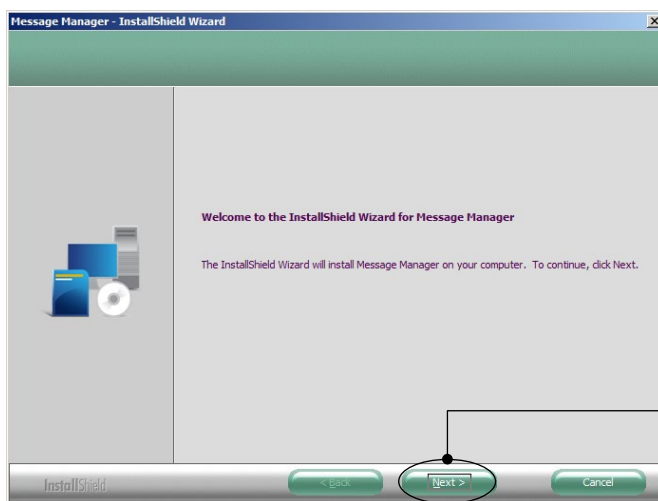 Message Manager - InstallShield Wizard
Welcome to the InstallShield Wizard for Message Manager
The InstallShield Wizard will install Message Manager on your computer. To continue, click Next.
InstallShield
< Back
Next >
Cancel